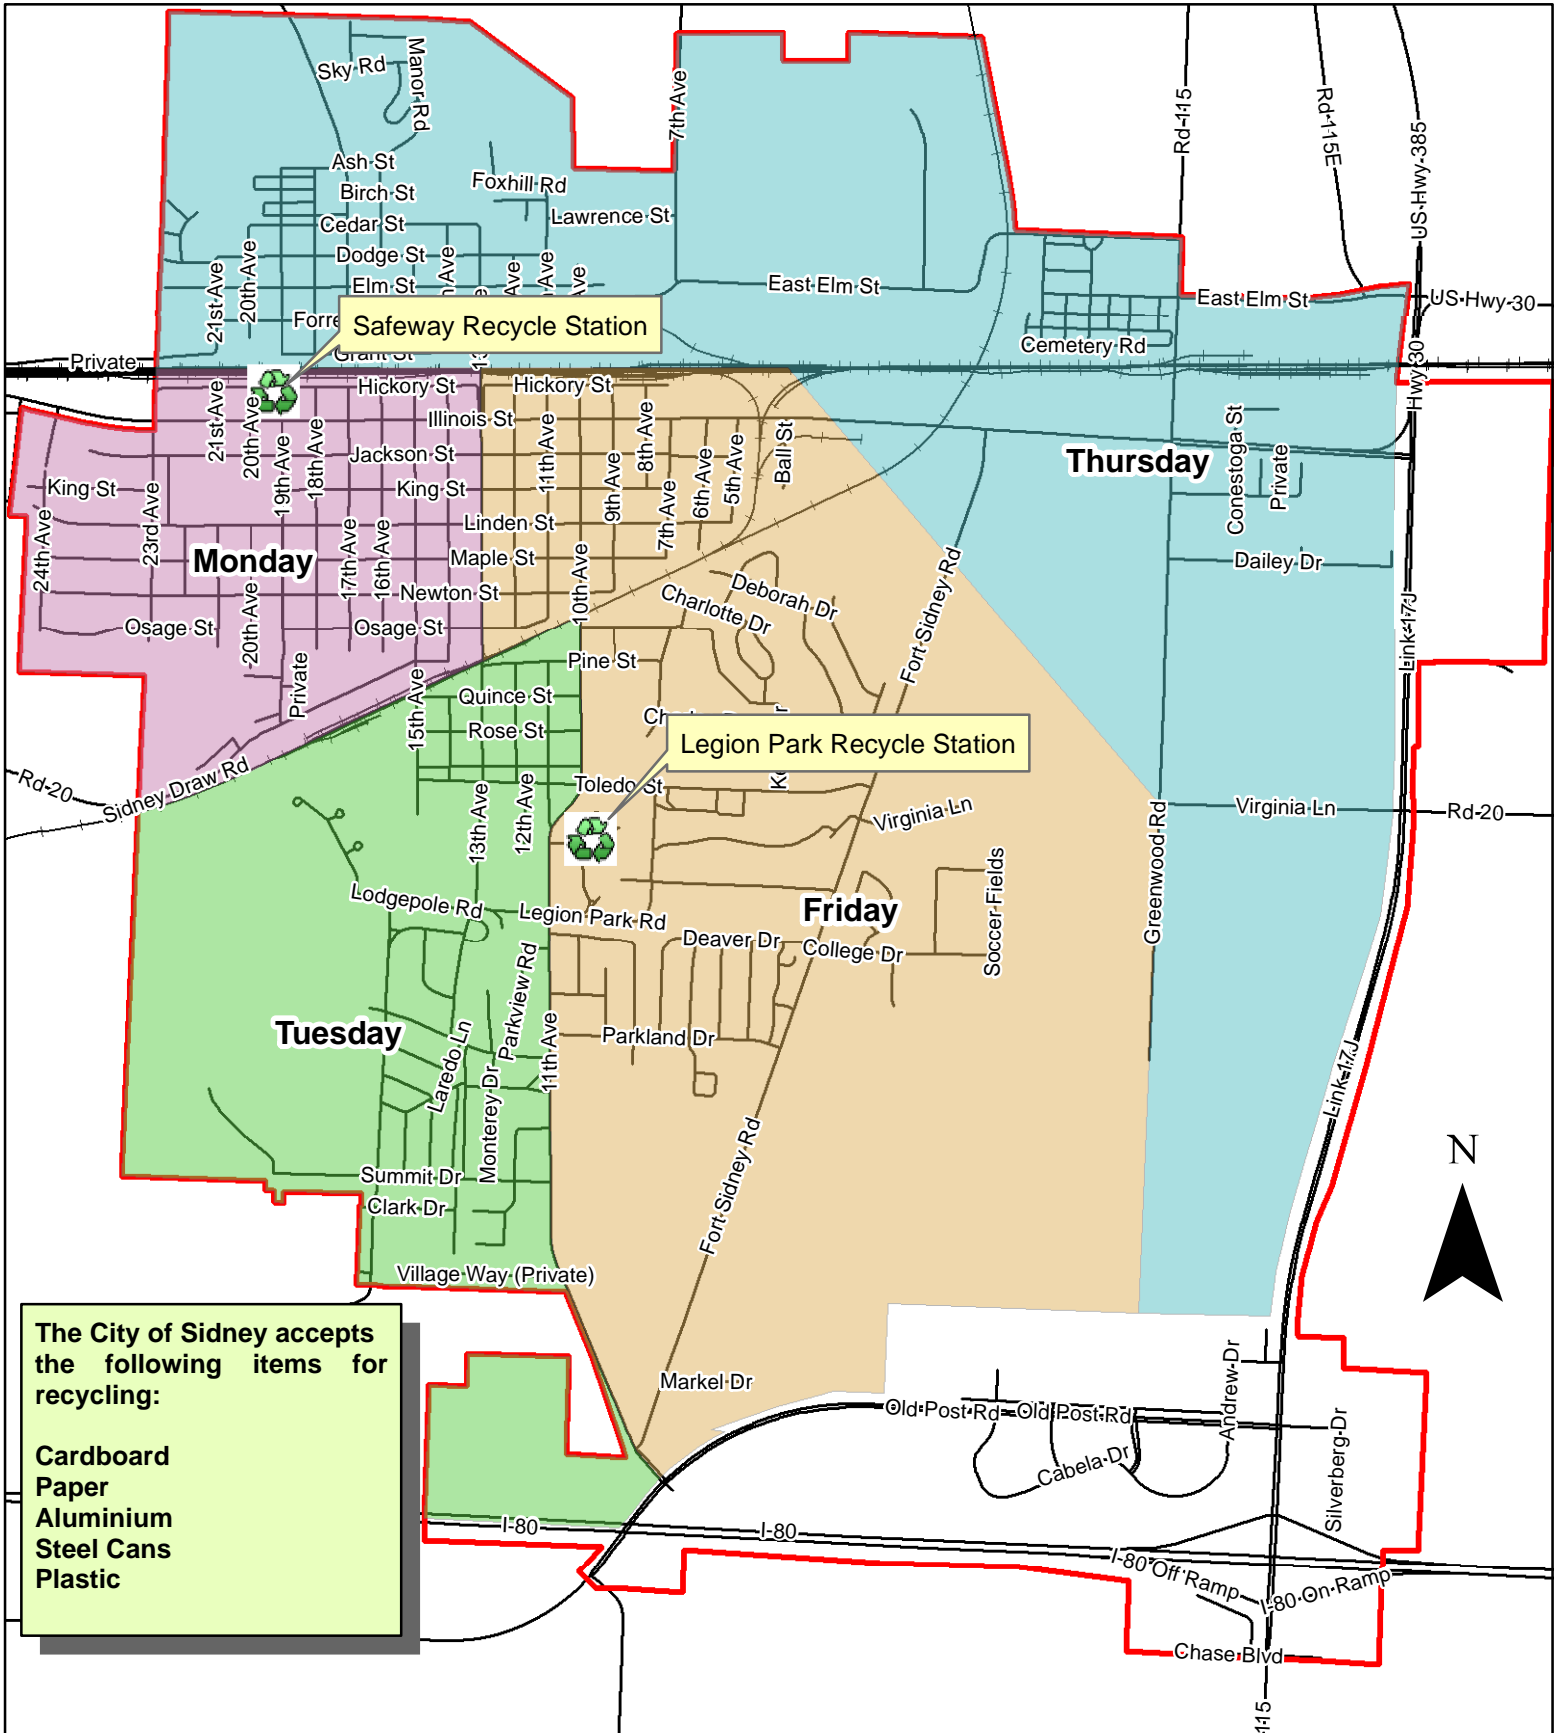 Sky Rd
Manor Rd
7th Ave
Rd 115
Rd 115E
US Hwy 385
Ash St
Birch St
Foxhill Rd
Cedar St
Lawrence St
Dodge St
Elm St
East Elm St
East Elm St
US Hwy 30
21st Ave
20th Ave
Ave
Ave
Ave
Safeway Recycle Station
Grant St
Cemetery Rd
Private
Hwy 30
Hickory St
Hickory St
Illinois St
21st Ave
20th Ave
19th Ave
18th Ave
Jackson St
11th Ave
9th Ave
8th Ave
7th Ave
6th Ave
5th Ave
Ball St
Thursday
Conestoga St
Private
King St
King St
24th Ave
23rd Ave
Linden St
Monday
17th Ave
16th Ave
Maple St
Dailey Dr
Newton St
10th Ave
Charlotte Dr
Deborah Dr
Fort Sidney Rd
Link 17J
Osage St
20th Ave
Osage St
Private
Pine St
15th Ave
Quince St
Rose St
Legion Park Recycle Station
Rd 20
Sidney Draw Rd
Toledo St
Virginia Ln
Virginia Ln
Rd 20
13th Ave
12th Ave
Greenwood Rd
Lodgepole Rd
Legion Park Rd
Friday
Soccer Fields
Deaver Dr
College Dr
Tuesday
Parkview Rd
Laredo Ln
Monterey Dr
11th Ave
Parkland Dr
Link 17J
Fort Sidney Rd
N
Summit Dr
Clark Dr
Village Way (Private)
The City of Sidney accepts
the following items for
recycling:
Cardboard
Paper
Aluminium
Steel Cans
Plastic
Markel Dr
Old Post Rd
Old Post Rd
Andrew Dr
Cabela Dr
Silverberg Dr
I-80
I-80
I-80 Off Ramp
I-80 On Ramp
Chase Blvd
115